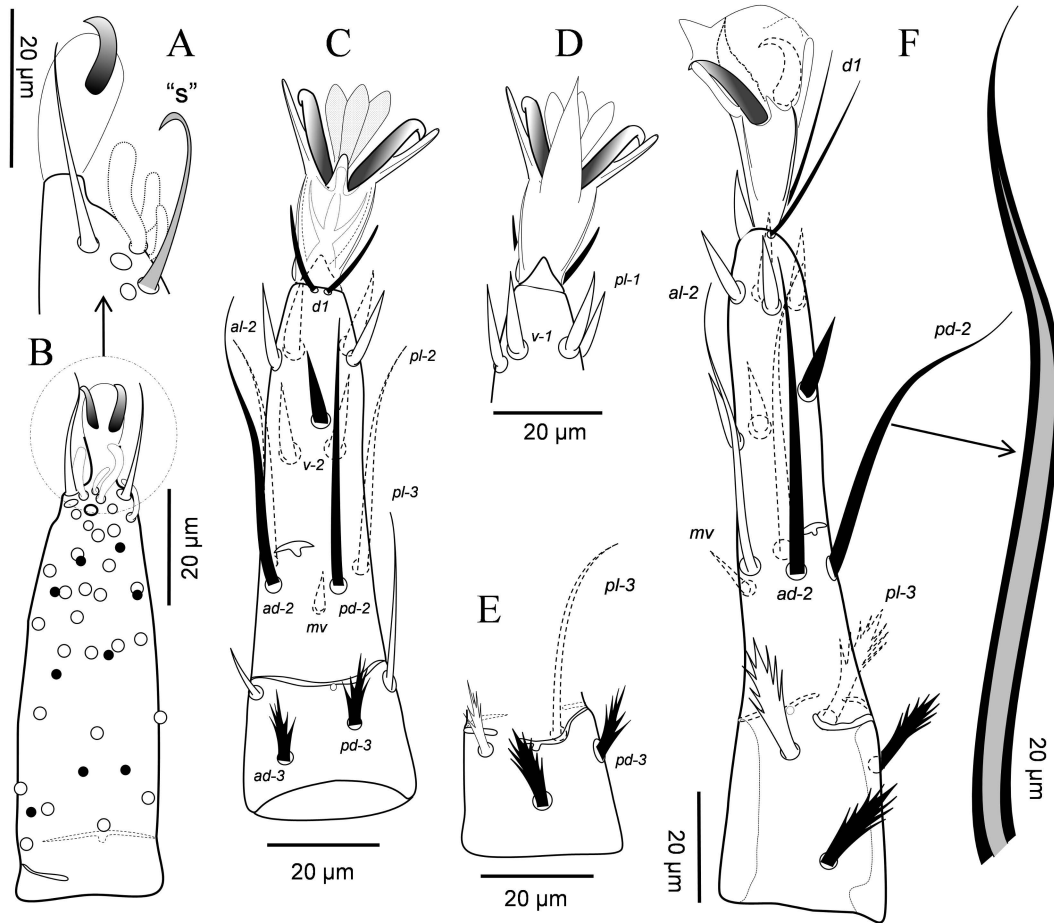 A
20 µm
“s”
B
20 µm
C
d1
al-2
pl-2
v-2
pl-3
ad-2
mv
pd-2
pd-3
ad-3
20 µm
D
pl-1
v-1
20 µm
E
pl-3
pd-3
20 µm
F
d1
al-2
pd-2
mv
ad-2
pl-3
20 µm
20 µm